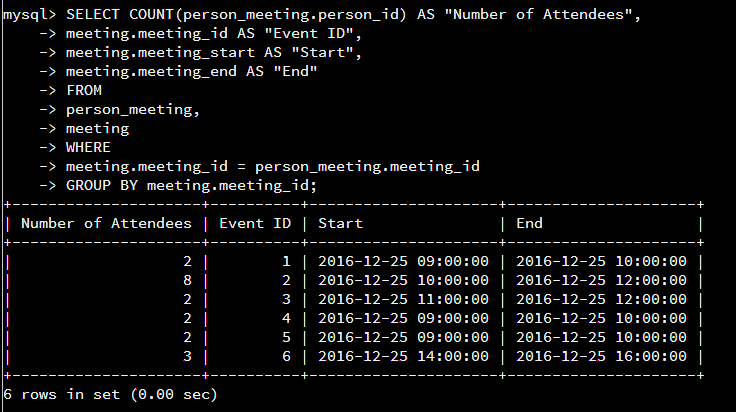 mysql> SELECT COUNT(person_meeting.person_id) AS "Number of Attendees",
    -> meeting.meeting_id AS "Event ID",
    -> meeting.meeting_start AS "Start",
    -> meeting.meeting_end AS "End"
    -> FROM
    -> person_meeting,
    -> meeting
    -> WHERE
    -> meeting.meeting_id = person_meeting.meeting_id
    -> GROUP BY meeting.meeting_id;
+---------------------+----------+---------------------+---------------------+
| Number of Attendees | Event ID | Start               | End                 |
+---------------------+----------+---------------------+---------------------+
|                   2 |        1 | 2016-12-25 09:00:00 | 2016-12-25 10:00:00 |
|                   8 |        2 | 2016-12-25 10:00:00 | 2016-12-25 12:00:00 |
|                   2 |        3 | 2016-12-25 11:00:00 | 2016-12-25 12:00:00 |
|                   2 |        4 | 2016-12-25 09:00:00 | 2016-12-25 10:00:00 |
|                   2 |        5 | 2016-12-25 09:00:00 | 2016-12-25 10:00:00 |
|                   3 |        6 | 2016-12-25 14:00:00 | 2016-12-25 16:00:00 |
+---------------------+----------+---------------------+---------------------+
6 rows in set (0.00 sec)